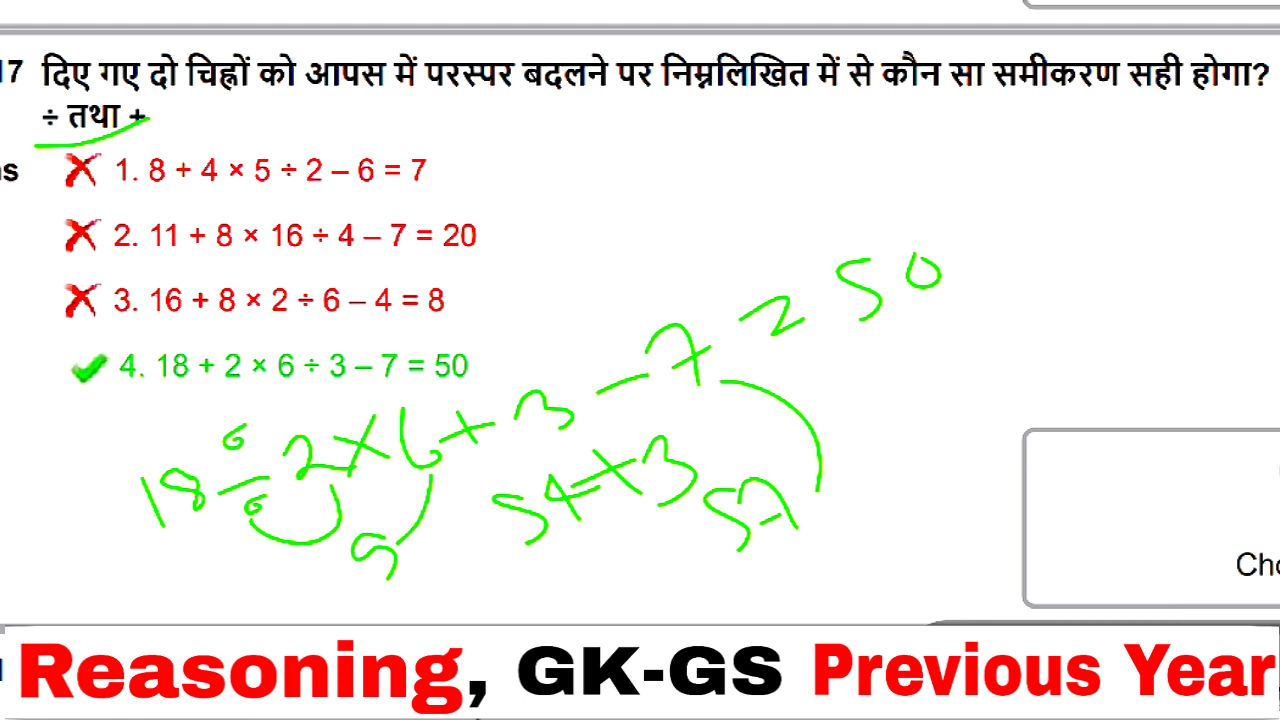 17 दिए गए दो चिह्नों को आपस में परस्पर बदलने पर निम्नलिखित में से कौन सा समीकरण सही होगा?
÷ तथा +
ns
1. 8 + 4 × 5 ÷ 2 – 6 = 7
2. 11 + 8 × 16 ÷ 4 – 7 = 20
3. 16 + 8 × 2 ÷ 6 – 4 = 8
4. 18 + 2 × 6 ÷ 3 – 7 = 50
18 ÷ 2 × 6 + 3 – 7 = 50
9 54 + 3 57
Cho
Reasoning, GK-GS Previous Year